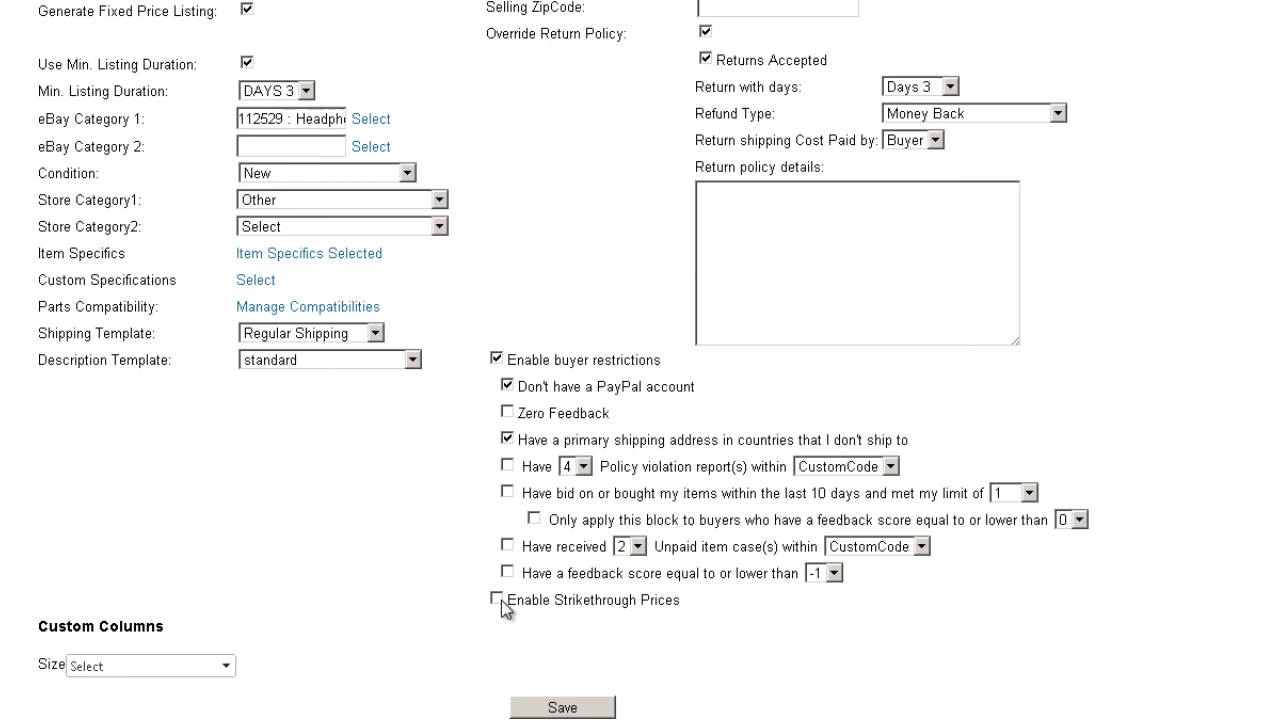 Generate Fixed Price Listing:
Use Min. Listing Duration:
Min. Listing Duration: DAYS 3
eBay Category 1: 112529 : Headph Select
eBay Category 2: Select
Condition: New
Store Category1: Other
Store Category2: Select
Item Specifics Item Specifics Selected
Custom Specifications Select
Parts Compatibility: Manage Compatibilities
Shipping Template: Regular Shipping
Description Template: standard
Selling ZipCode:
Override Return Policy:
Returns Accepted
Return with days: Days 3
Refund Type: Money Back
Return shipping Cost Paid by: Buyer
Return policy details:
Enable buyer restrictions
Don't have a PayPal account
Zero Feedback
Have a primary shipping address in countries that I don't ship to
Have 4 Policy violation report(s) within CustomCode
Have bid on or bought my items within the last 10 days and met my limit of 1
Only apply this block to buyers who have a feedback score equal to or lower than 0
Have received 2 Unpaid item case(s) within CustomCode
Have a feedback score equal to or lower than -1
Enable Strikethrough Prices
Custom Columns
Size Select
Save